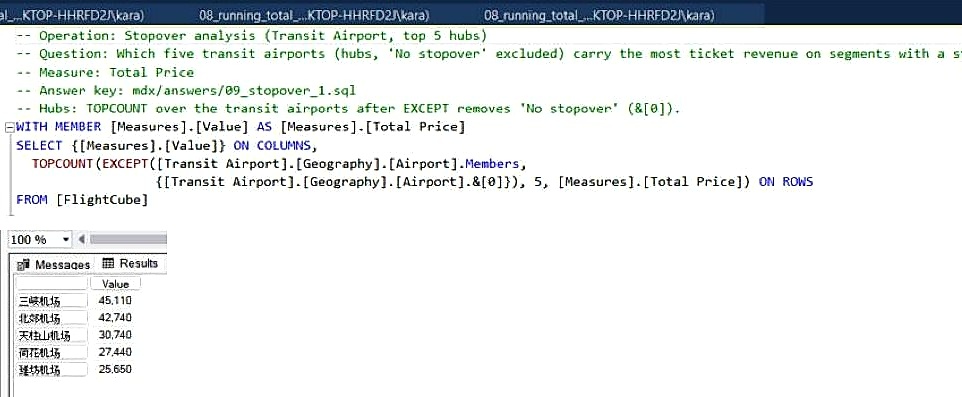 al_...KTOP-HHRFD2J\kara) 08_running_total_...KTOP-HHRFD2J\kara) 08_running_total_...KTOP-HHRFD2J\kara)
-- Operation: Stopover analysis (Transit Airport, top 5 hubs)
-- Question: Which five transit airports (hubs, 'No stopover' excluded) carry the most ticket revenue on segments with a st
-- Measure: Total Price
-- Answer key: mdx/answers/09_stopover_1.sql
-- Hubs: TOPCOUNT over the transit airports after EXCEPT removes 'No stopover' (&[0]).
WITH MEMBER [Measures].[Value] AS [Measures].[Total Price]
SELECT {[Measures].[Value]} ON COLUMNS,
TOPCOUNT(EXCEPT([Transit Airport].[Geography].[Airport].Members,
{[Transit Airport].[Geography].[Airport].&[0]}), 5, [Measures].[Total Price]) ON ROWS
FROM [FlightCube]
100 %
Messages Results
Value
三峡机场 45,110
北郊机场 42,740
天柱山机场 30,740
荷花机场 27,440
潍坊机场 25,650